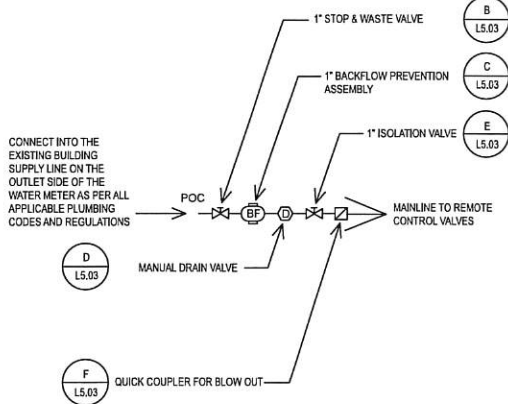 1" STOP & WASTE VALVE
B
L5.03
1" BACKFLOW PREVENTION
ASSEMBLY
C
L5.03
1" ISOLATION VALVE
E
L5.03
CONNECT INTO THE
EXISTING BUILDING
SUPPLY LINE ON THE
OUTLET SIDE OF THE
WATER METER AS PER ALL
APPLICABLE PLUMBING
CODES AND REGULATIONS
POC
BF
D
MAINLINE TO REMOTE
CONTROL VALVES
D
L5.03
MANUAL DRAIN VALVE
F
L5.03
QUICK COUPLER FOR BLOW OUT